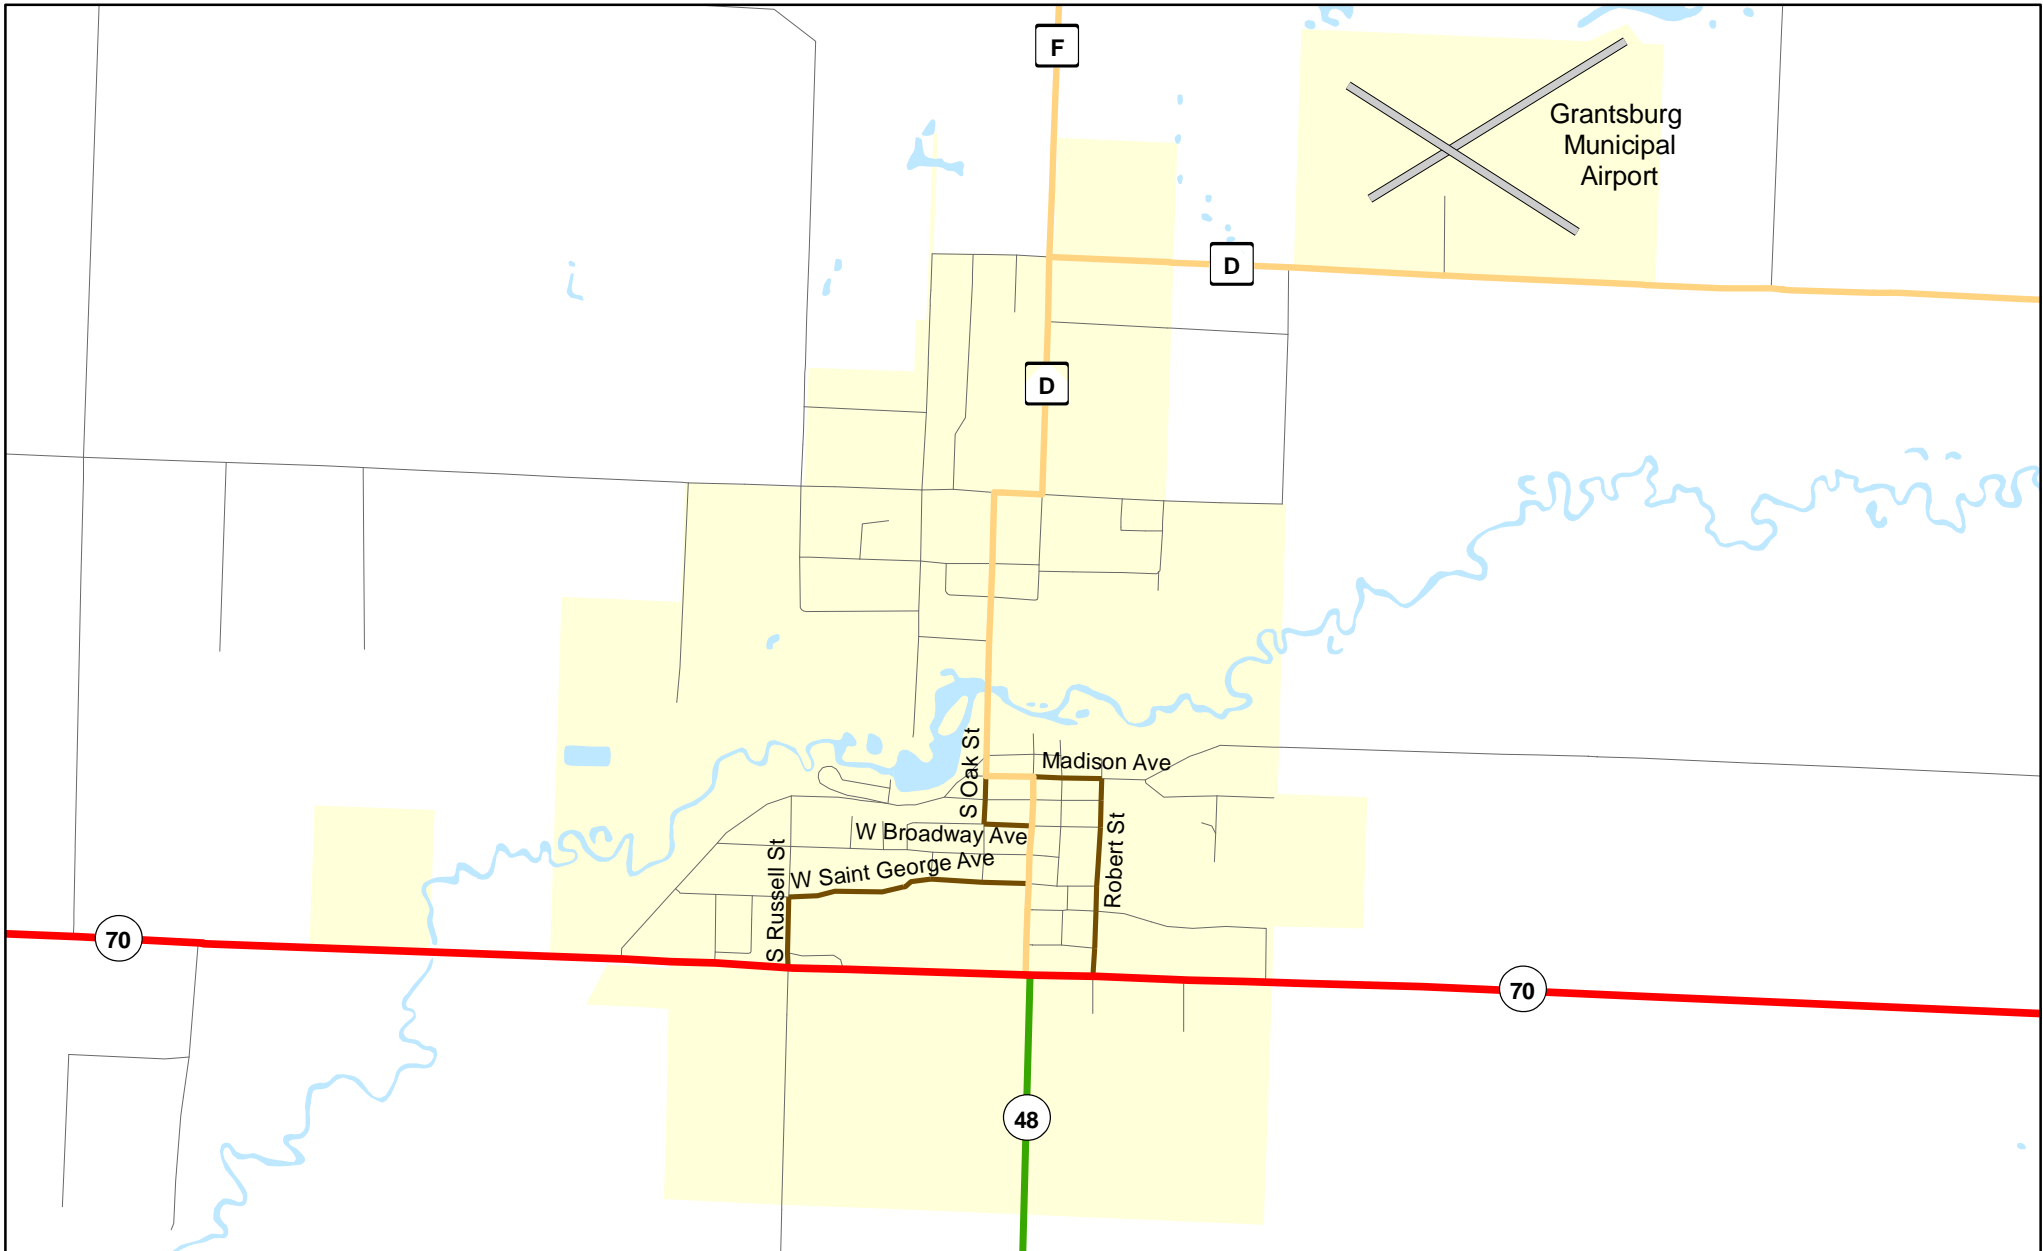 F
Grantsburg
Municipal
Airport
D
D
S Oak St
Madison Ave
W Broadway Ave
Robert St
W Saint George Ave
S Russell St
70
70
48